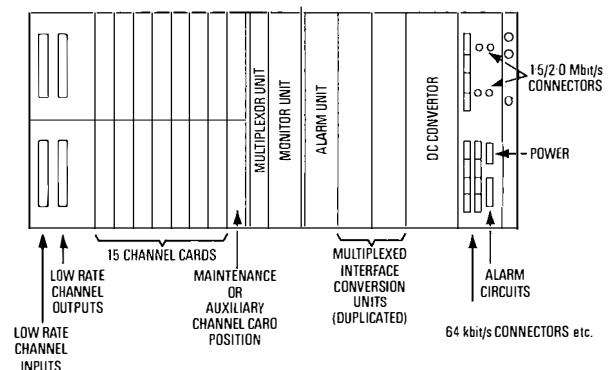 MULTIPLEXOR UNIT
MONITOR UNIT
ALARM UNIT
DC CONVERTOR
1·5/2·0 Mbit/s
CONNECTORS
POWER
15 CHANNEL CARDS
LOW RATE
CHANNEL
OUTPUTS
LOW RATE
CHANNEL
INPUTS
MAINTENANCE
OR
AUXILIARY
CHANNEL CARD
POSITION
MULTIPLEXED
INTERFACE
CONVERSION
UNITS
(DUPLICATED)
ALARM
CIRCUITS
64 kbit/s CONNECTORS etc.